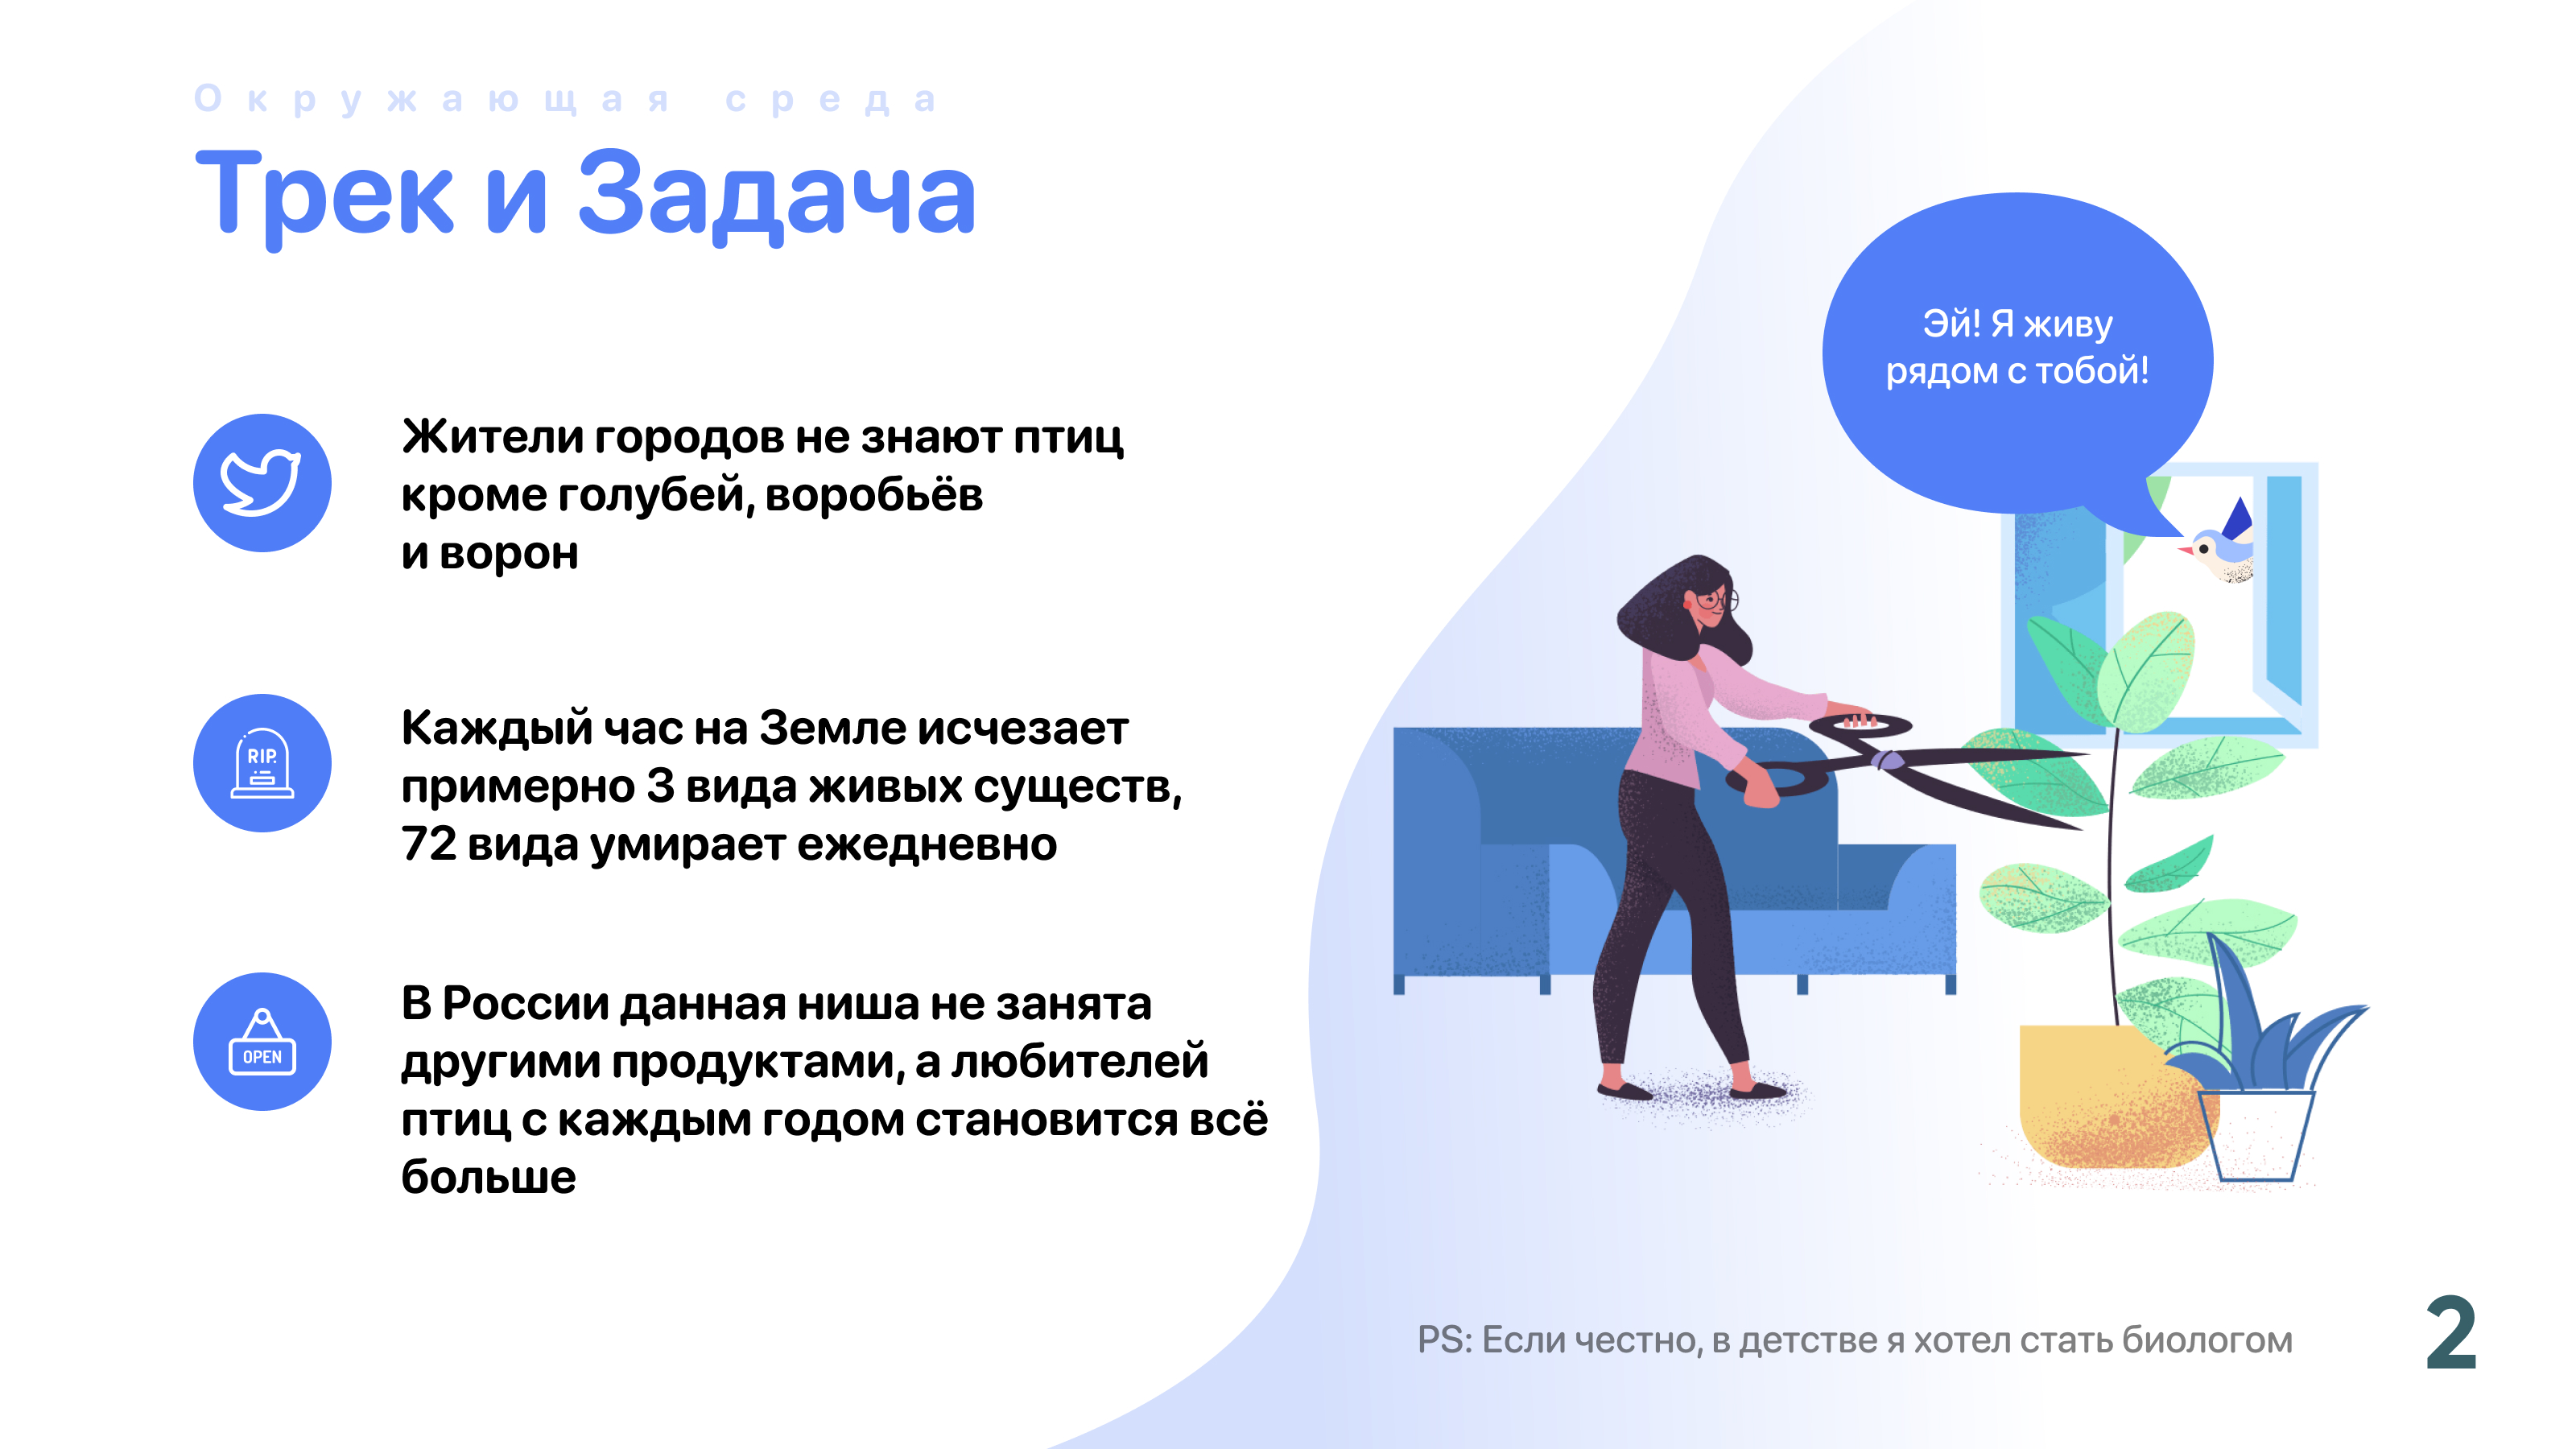 Окружающая среда
Трек и Задача
Эй! Я живу
рядом с тобой!
Жители городов не знают птиц
кроме голубей, воробьёв
и ворон
RIP.
Каждый час на Земле исчезает
примерно 3 вида живых существ,
72 вида умирает ежедневно
OPEN
В России данная ниша не занята
другими продуктами, а любителей
птиц с каждым годом становится всё
больше
PS: Если честно, в детстве я хотел стать биологом
2